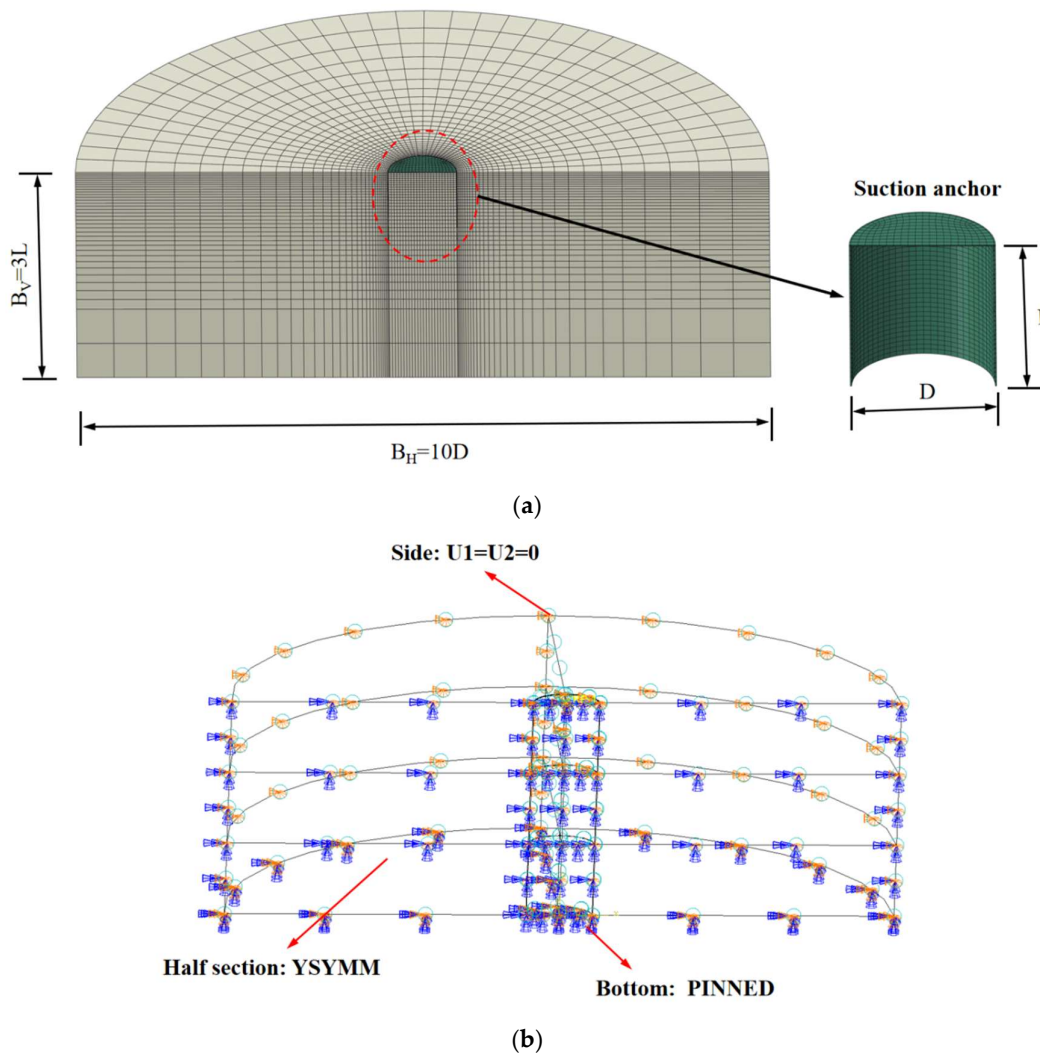 Suction anchor
B_V=3L
D
B_H=10D
(a)
Side: U1=U2=0
Half section: YSYMM
Bottom: PINNED
(b)